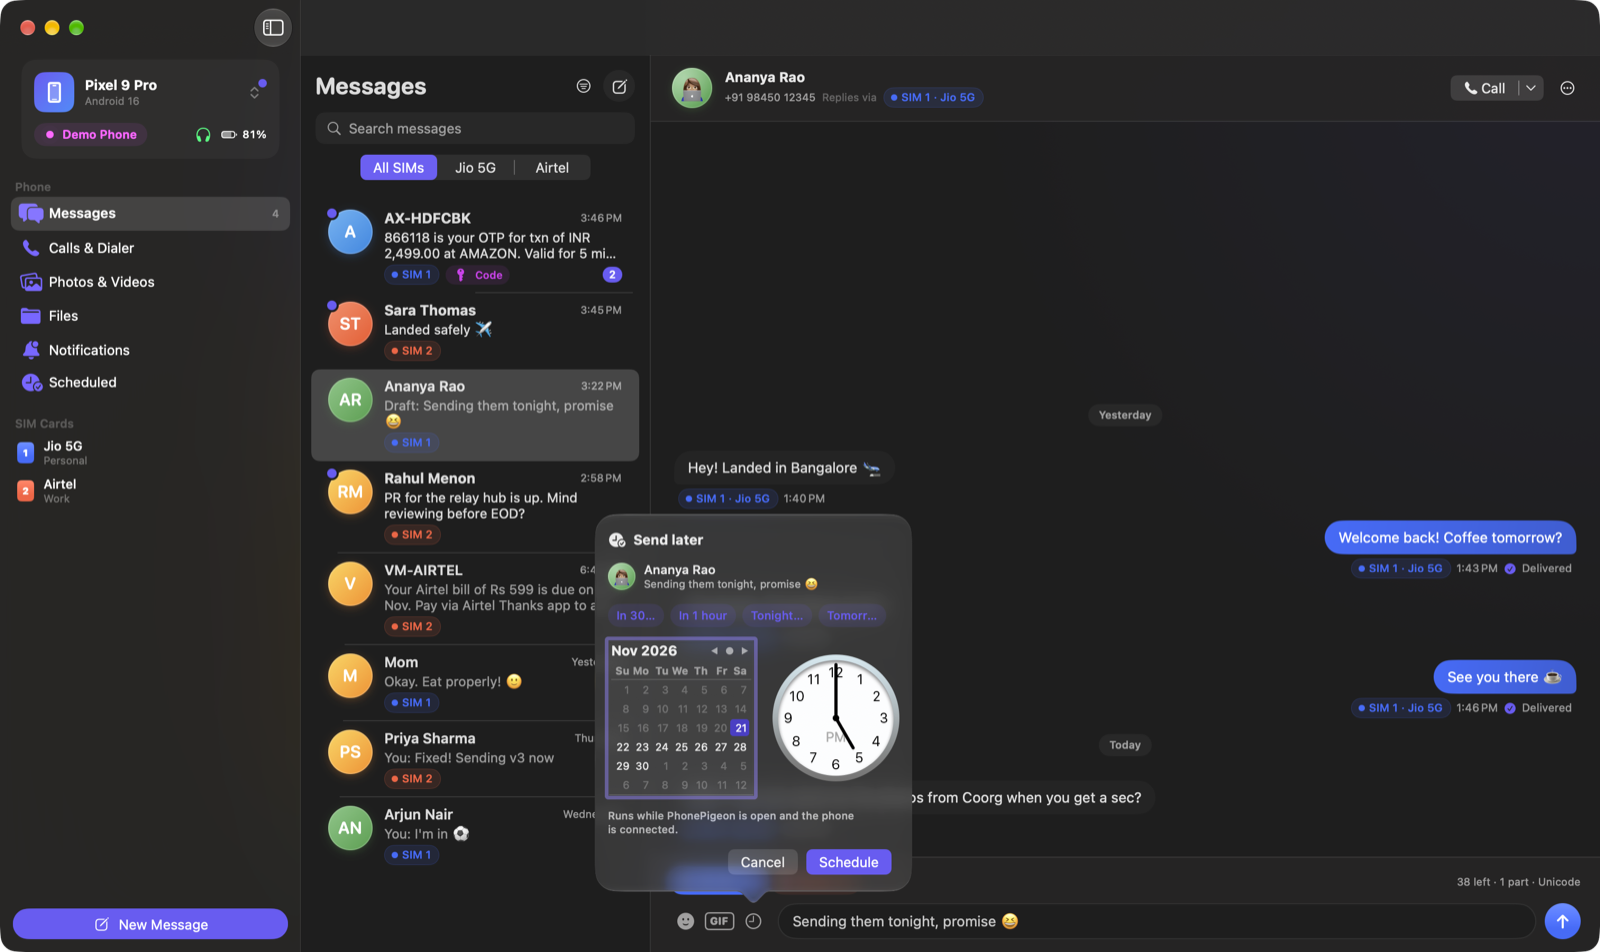 Pixel 9 Pro
Android 16
Demo Phone
81%
Phone
Messages
4
Calls & Dialer
Photos & Videos
Files
Notifications
Scheduled
SIM Cards
1
Jio 5G
Personal
2
Airtel
Work
New Message
Messages
Search messages
All SIMs
Jio 5G
Airtel
A
AX-HDFCBK
3:46 PM
866118 is your OTP for txn of INR
2,499.00 at AMAZON. Valid for 5 mi...
SIM 1
Code
2
ST
Sara Thomas
3:45 PM
Landed safely ✈️
SIM 2
AR
Ananya Rao
3:22 PM
Draft: Sending them tonight, promise
😆
SIM 1
RM
Rahul Menon
2:58 PM
PR for the relay hub is up. Mind
reviewing before EOD?
SIM 2
V
VM-AIRTEL
6:4
Your Airtel bill of Rs 599 is due on
Nov. Pay via Airtel Thanks app to a
SIM 2
M
Mom
Yest
Okay. Eat properly! 🙂
SIM 1
PS
Priya Sharma
Thu
You: Fixed! Sending v3 now
SIM 2
AN
Arjun Nair
Wedne
You: I'm in ⚽
SIM 1
Ananya Rao
+91 98450 12345 Replies via SIM 1 · Jio 5G
Call
Yesterday
Hey! Landed in Bangalore 🛬
SIM 1 · Jio 5G 1:40 PM
Welcome back! Coffee tomorrow?
SIM 1 · Jio 5G 1:43 PM Delivered
See you there ☕
SIM 1 · Jio 5G 1:46 PM Delivered
Today
os from Coorg when you get a sec?
Send later
Ananya Rao
Sending them tonight, promise 😆
In 30...
In 1 hour
Tonight...
Tomorr...
Nov 2026
Su Mo Tu We Th Fr Sa
1 2 3 4 5 6 7
8 9 10 11 12 13 14
15 16 17 18 19 20 21
22 23 24 25 26 27 28
29 30 1 2 3 4 5
6 7 8 9 10 11 12
12 1 2 3 4 5 6 7 8 9 10 11
PM
Runs while PhonePigeon is open and the phone
is connected.
Cancel
Schedule
38 left · 1 part · Unicode
GIF
Sending them tonight, promise 😆